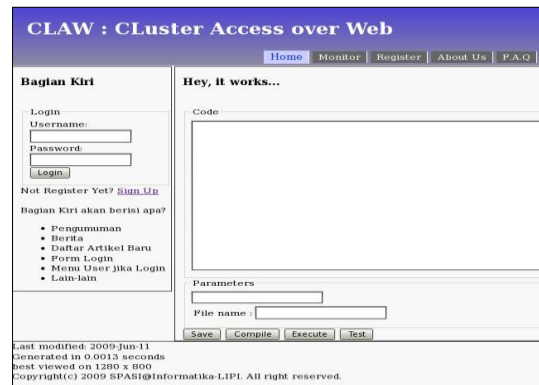 CLAW : CLuster Access over Web
Home Monitor Register About Us F.A.Q
Bagian Kiri
Login
Username:
Password:
Login
Not Register Yet? Sign Up
Bagian Kiri akan berisi apa?
Pengumuman
Berita
Daftar Artikel Baru
Form Login
Menu User jika Login
Lain-lain
Hey, it works...
Code
Parameters
File name :
Save Compile Execute Test
Last modified: 2009-Jun-11
Generated in 0.0013 seconds
best viewed on 1280 x 800
Copyright(c) 2009 SPASI@Informatika-LIPI. All right reserved.